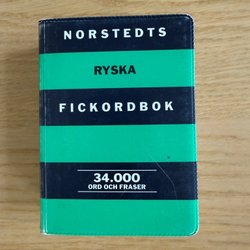 NORSTEDTS
RYSKA
FICKORDBOK
34.000
ORD OCH FRASER